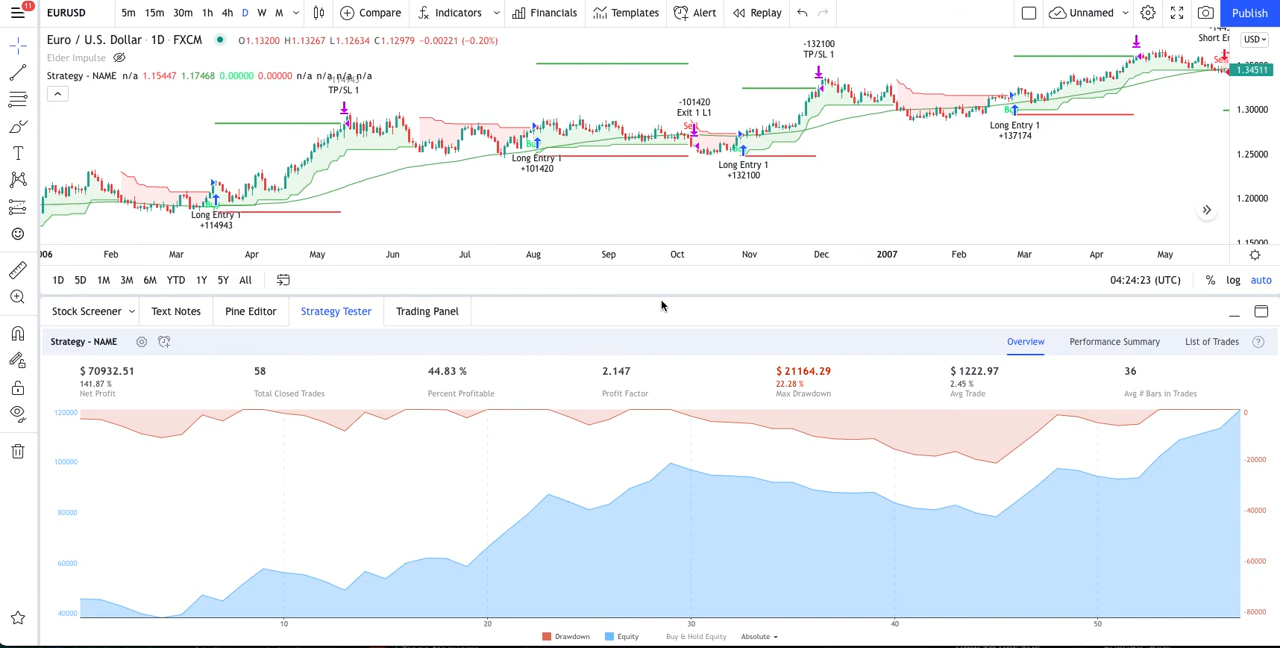 11
EURUSD 5m 15m 30m 1h 4h D W M Compare Indicators Financials Templates Alert Replay Unnamed Publish
Euro / U.S. Dollar · 1D · FXCM O1.13200 H1.13267 L1.12634 C1.12979 −0.00221 (−0.20%)
USD
Elder Impulse
Strategy - NAME n/a 1.15447 1.17468 0.00000 0.00000 n/a n/a n/a n/a
TP/SL 1
Long Entry 1
+114943
Long Entry 1
+101420
-101420
Exit 1 L1
Long Entry 1
+132100
-132100
TP/SL 1
Long Entry 1
+137174
1.34511
1.30000
1.25000
1.20000
1.15000
Feb Mar Apr May Jun Jul Aug Sep Oct Nov Dec 2007 Feb Mar Apr May
1D 5D 1M 3M 6M YTD 1Y 5Y All 04:24:23 (UTC) % log auto
Stock Screener Text Notes Pine Editor Strategy Tester Trading Panel
Strategy - NAME Overview Performance Summary List of Trades ?
$ 70932.51 58 44.83 % 2.147 $ 21164.29 $ 1222.97 36
141.87 % 22.28 % 2.45 %
Net Profit Total Closed Trades Percent Profitable Profit Factor Max Drawdown Avg Trade Avg # Bars in Trades
120000 0
100000 -20000
80000 -40000
60000 -60000
40000 -80000
10 20 30 40 50
Drawdown Equity Buy & Hold Equity Absolute